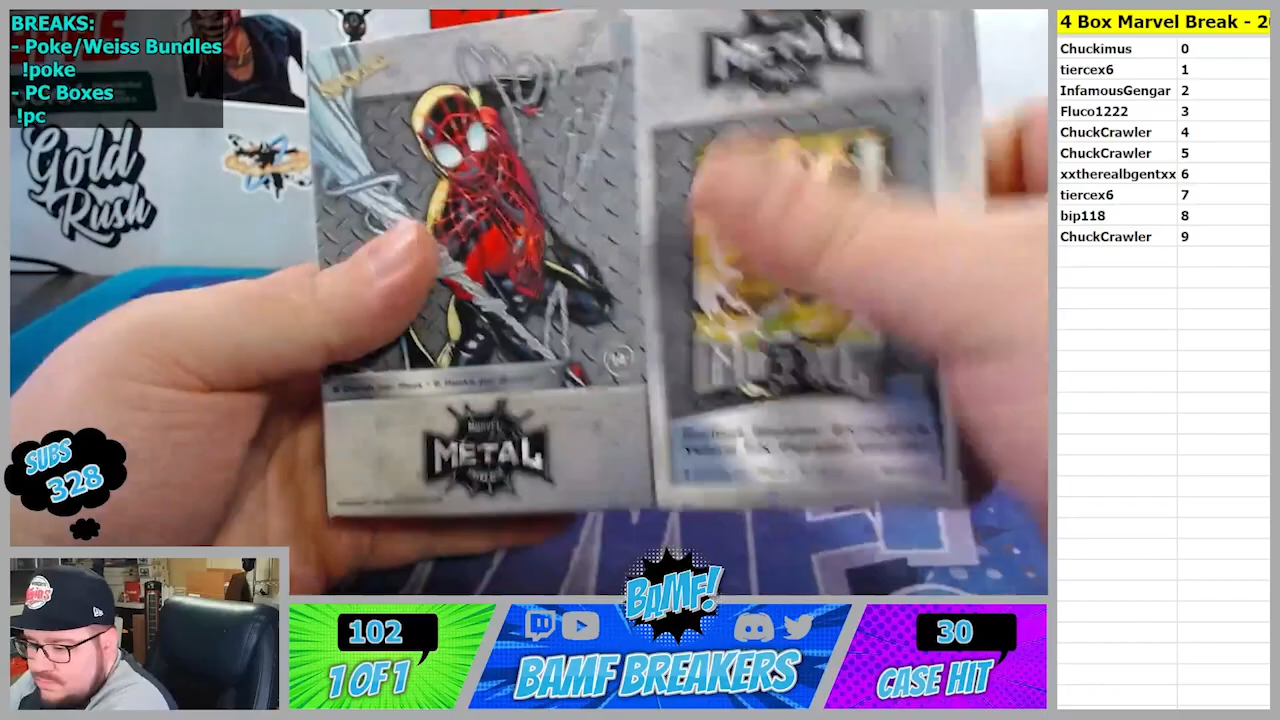 BREAKS:
- Poke/Weiss Bundles
!poke
- PC Boxes
!pc
Gold
Rush
MARVEL
METAL
SUBS
328
BAMF!
102
1 OF 1
BAMF BREAKERS
30
CASE HIT
4 Box Marvel Break - 20
Chuckimus 0
tiercex6 1
InfamousGengar 2
Fluco1222 3
ChuckCrawler 4
ChuckCrawler 5
xxtherealbgentxx 6
tiercex6 7
bip118 8
ChuckCrawler 9